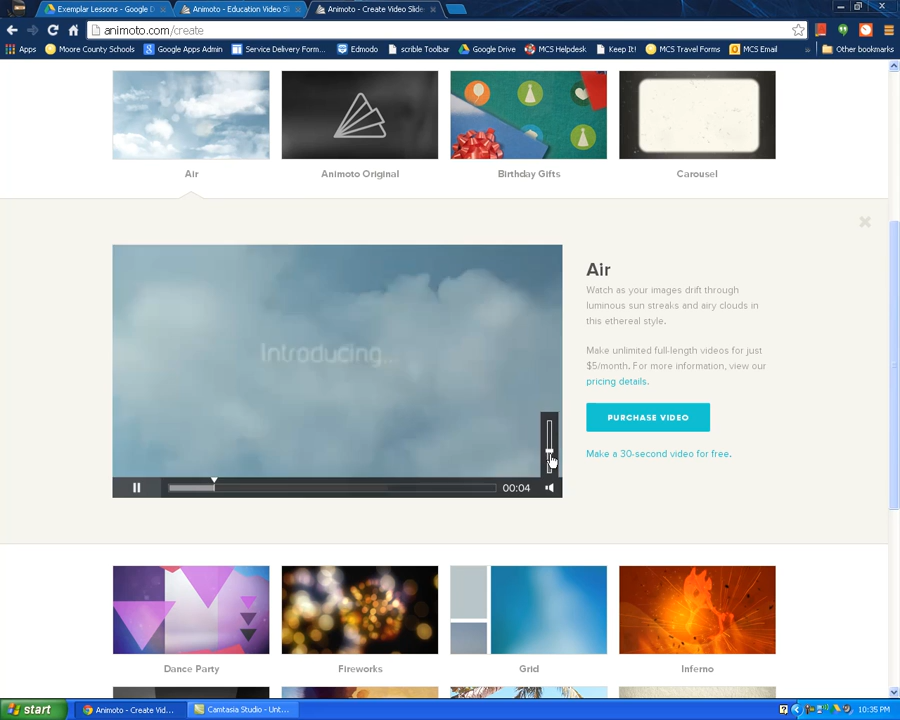 Exemplar Lessons - Google D
Animoto - Education Video Sl
Animoto - Create Video Slide
animoto.com/create
Apps
Moore County Schools
Google Apps Admin
Service Delivery Form...
Edmodo
scrible Toolbar
Google Drive
MCS Helpdesk
Keep It!
MCS Travel Forms
MCS Email
»
Other bookmarks
Air
Animoto Original
Birthday Gifts
Carousel
Introducing...
00:04
Air
Watch as your images drift through
luminous sun streaks and airy clouds in
this ethereal style.
Make unlimited full-length videos for just
$5/month. For more information, view our
pricing details.
PURCHASE VIDEO
Make a 30-second video for free.
Dance Party
Fireworks
Grid
Inferno
start
Animoto - Create Vid...
Camtasia Studio - Unt...
10:35 PM